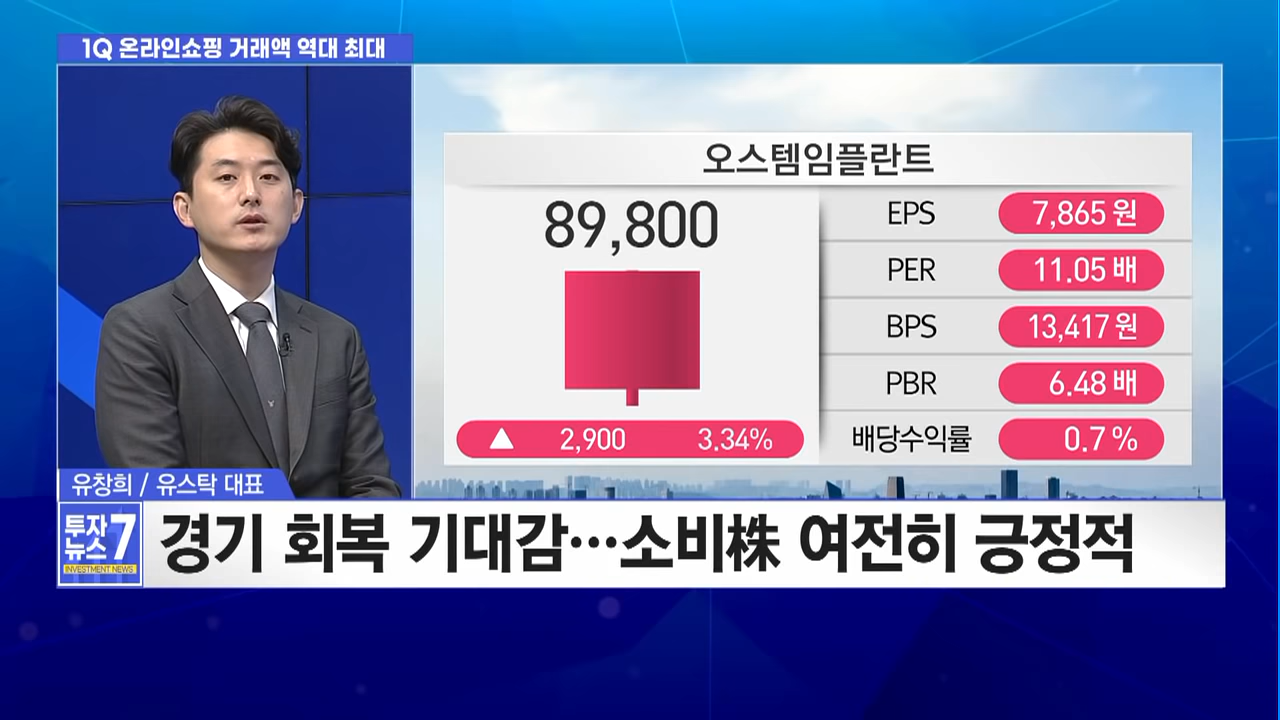 1Q 온라인쇼핑 거래액 역대 최대
오스템임플란트
89,800
▲ 2,900 3.34%
EPS 7,865 원
PER 11.05 배
BPS 13,417 원
PBR 6.48 배
배당수익률 0.7 %
유창희 / 유스탁 대표
투자
뉴스 7
INVESTMENT NEWS
경기 회복 기대감…소비株 여전히 긍정적